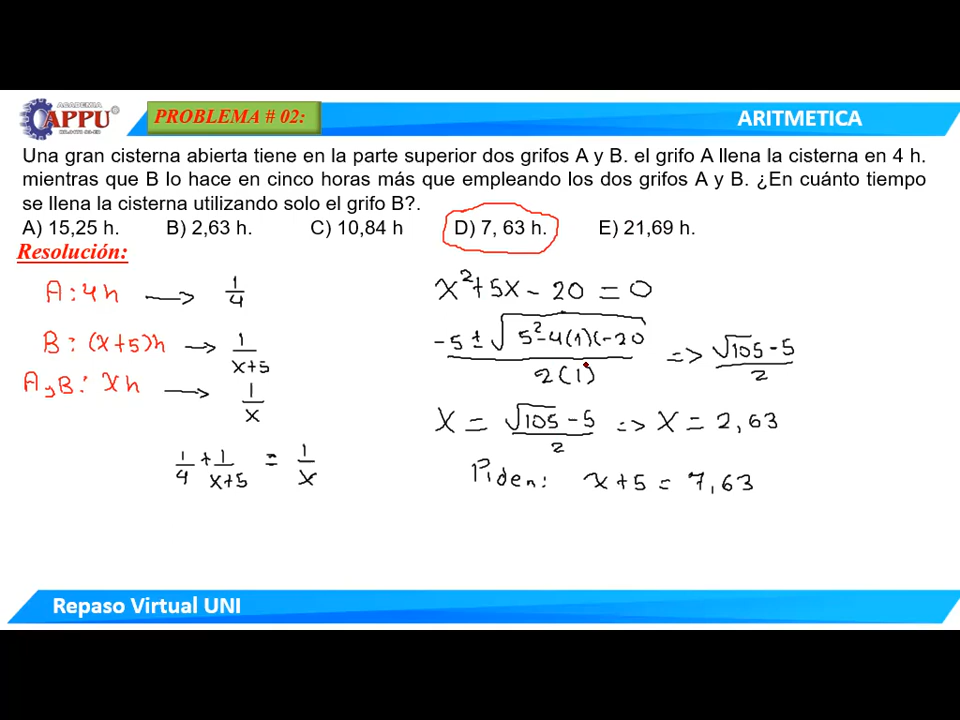 ACADEMIA
APPU
PROBLEMA # 02:
ARITMETICA
Una gran cisterna abierta tiene en la parte superior dos grifos A y B. el grifo A llena la cisterna en 4 h.
mientras que B lo hace en cinco horas más que empleando los dos grifos A y B. ¿En cuánto tiempo
se llena la cisterna utilizando solo el grifo B?.
A) 15,25 h. B) 2,63 h. C) 10,84 h D) 7, 63 h. E) 21,69 h.
Resolución:
A : 4h → 1/4
B : (x+5)h → 1/(x+5)
A y B : xh → 1/x
1/4 + 1/(x+5) = 1/x
x²+5x - 20 = 0
(-5 ± √(5²-4(1)(-20))/2(1) => (√105 - 5)/2
x = (√105 - 5)/2 => x = 2,63
Piden: x+5 = 7,63
Repaso Virtual UNI